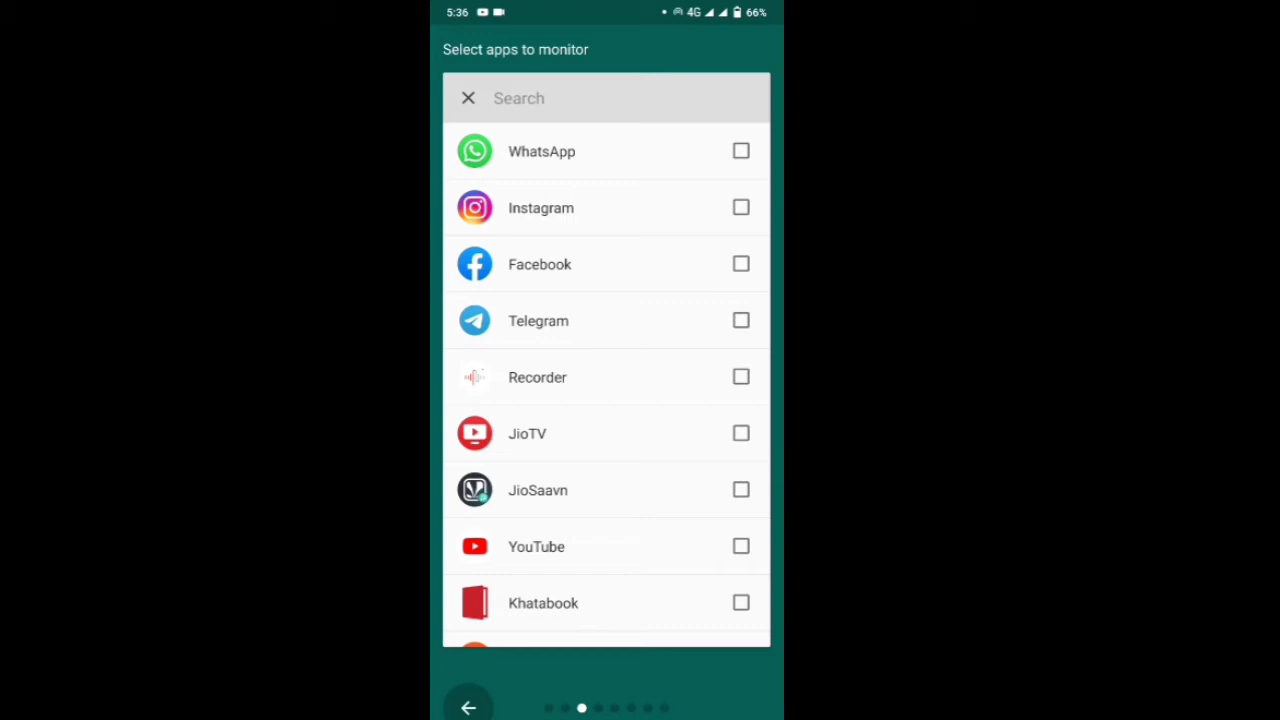 5:36 4G 66%
Select apps to monitor
Search
WhatsApp
Instagram
Facebook
Telegram
Recorder
JioTV
JioSaavn
YouTube
Khatabook